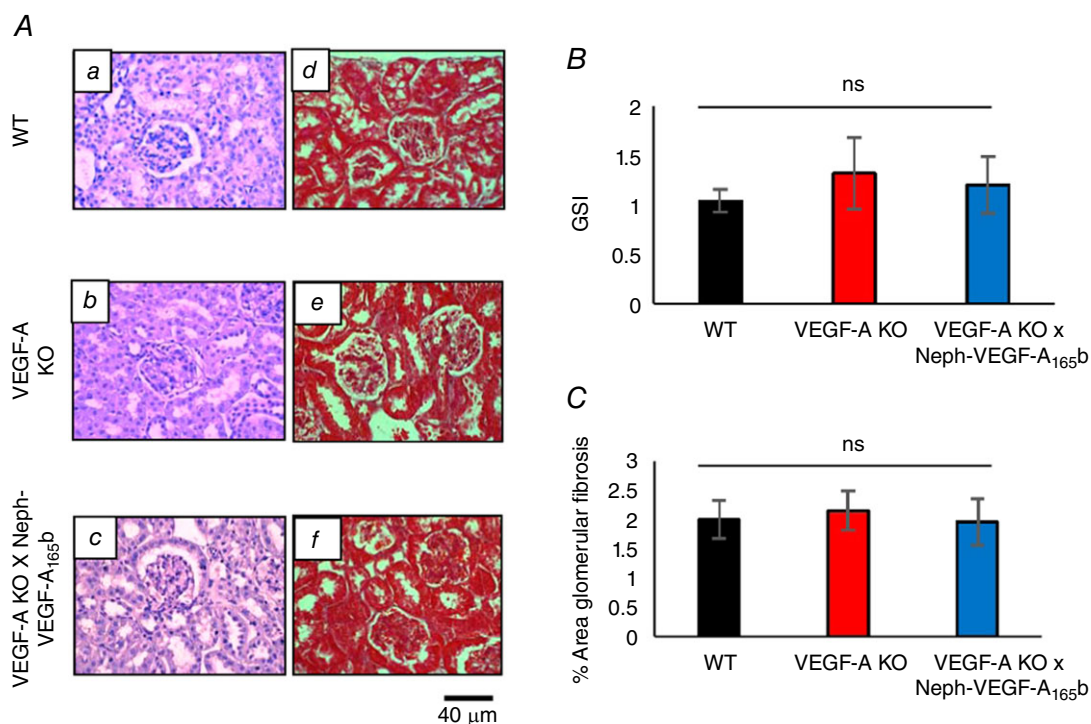 A
a
d
WT
b
e
VEGF-A
KO
c
f
VEGF-A KO X Neph-
VEGF-A165b
40 μm
B
ns
GSI
2
1.5
1
0.5
0
WT
VEGF-A KO
VEGF-A KO x
Neph-VEGF-A165b
C
ns
% Area glomerular fibrosis
3
2.5
2
1.5
1
0.5
0
WT
VEGF-A KO
VEGF-A KO x
Neph-VEGF-A165b